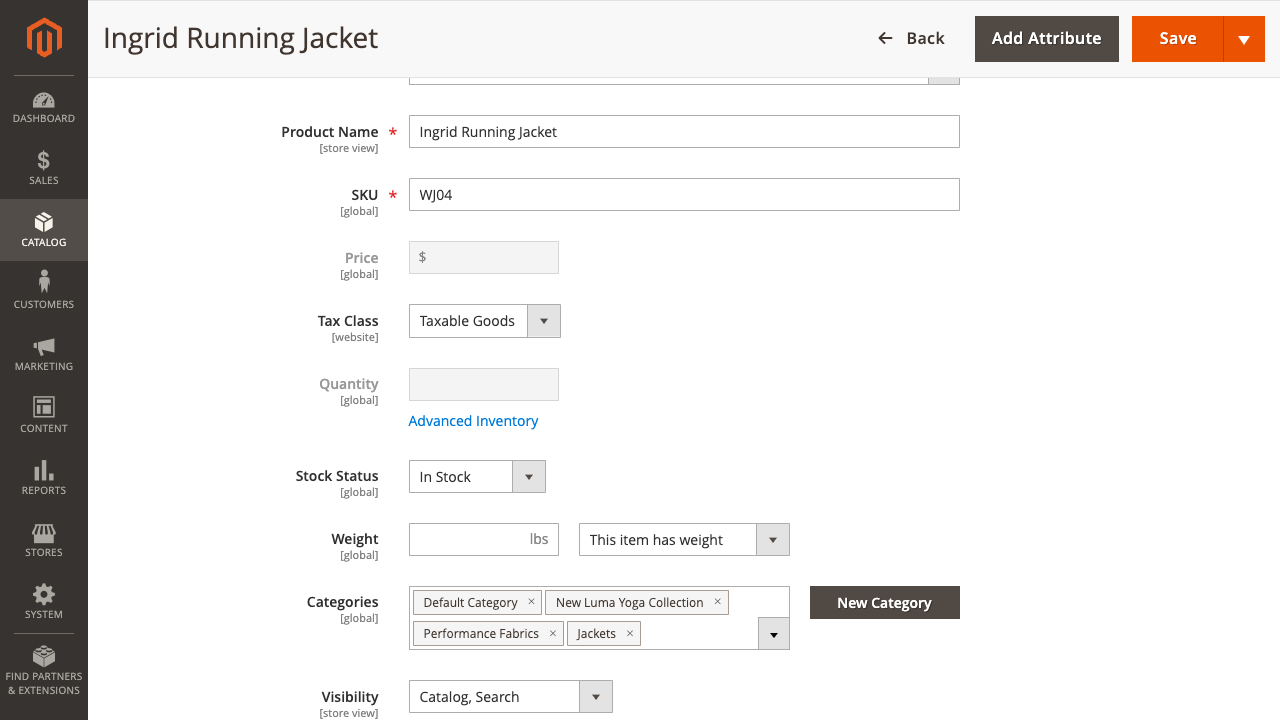 Ingrid Running Jacket
Back
Add Attribute
Save
DASHBOARD
SALES
CATALOG
CUSTOMERS
MARKETING
CONTENT
REPORTS
STORES
SYSTEM
FIND PARTNERS
& EXTENSIONS
Product Name *
[store view]
Ingrid Running Jacket
SKU *
[global]
WJ04
Price
[global]
$
Tax Class
[website]
Taxable Goods
Quantity
[global]
Advanced Inventory
Stock Status
[global]
In Stock
Weight
[global]
lbs
This item has weight
Categories
[global]
Default Category ×
New Luma Yoga Collection ×
Performance Fabrics ×
Jackets ×
New Category
Visibility
[store view]
Catalog, Search